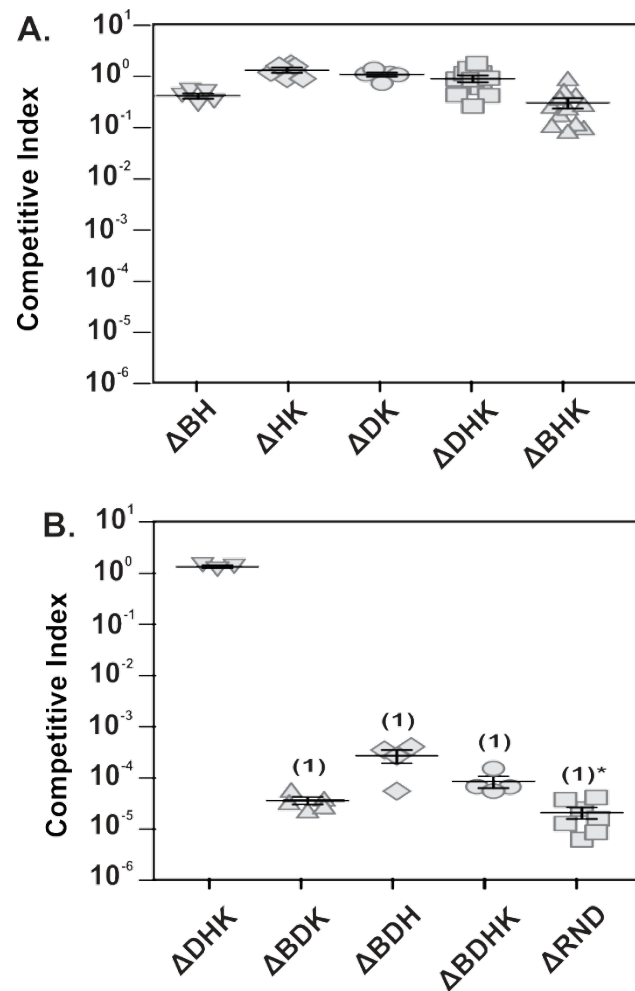 A.
Competitive Index
10^1
10^0
10^-1
10^-2
10^-3
10^-4
10^-5
10^-6
ΔBH
ΔHK
ΔDK
ΔDHK
ΔBHK
B.
Competitive Index
10^1
10^0
10^-1
10^-2
10^-3
10^-4
10^-5
10^-6
(1)
(1)
(1)
(1)*
ΔDHK
ΔBDK
ΔBDH
ΔBDHK
ΔRND